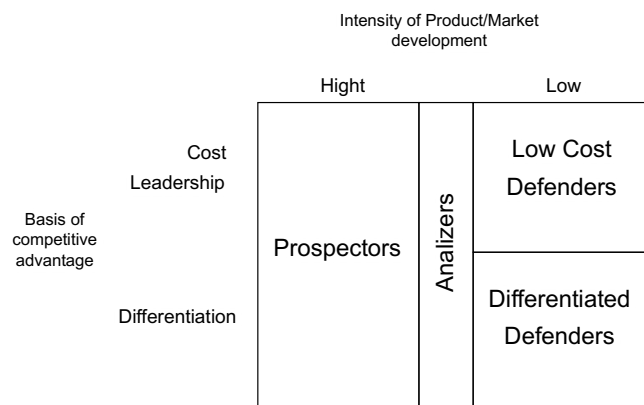 Intensity of Product/Market
development
Hight
Low
Cost
Leadership
Basis of
competitive
advantage
Differentiation
Prospectors
Analizers
Low Cost
Defenders
Differentiated
Defenders